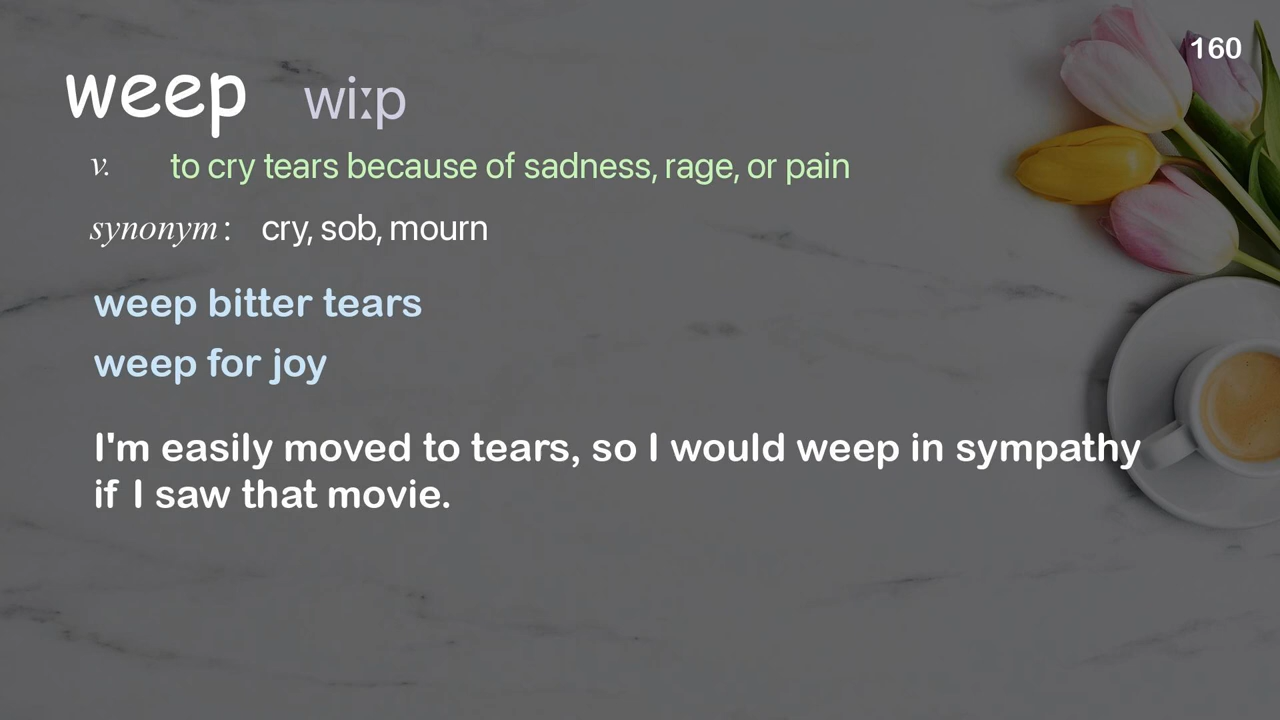 160
weep wiːp
v. to cry tears because of sadness, rage, or pain
synonym: cry, sob, mourn
weep bitter tears
weep for joy
I'm easily moved to tears, so I would weep in sympathy
if I saw that movie.